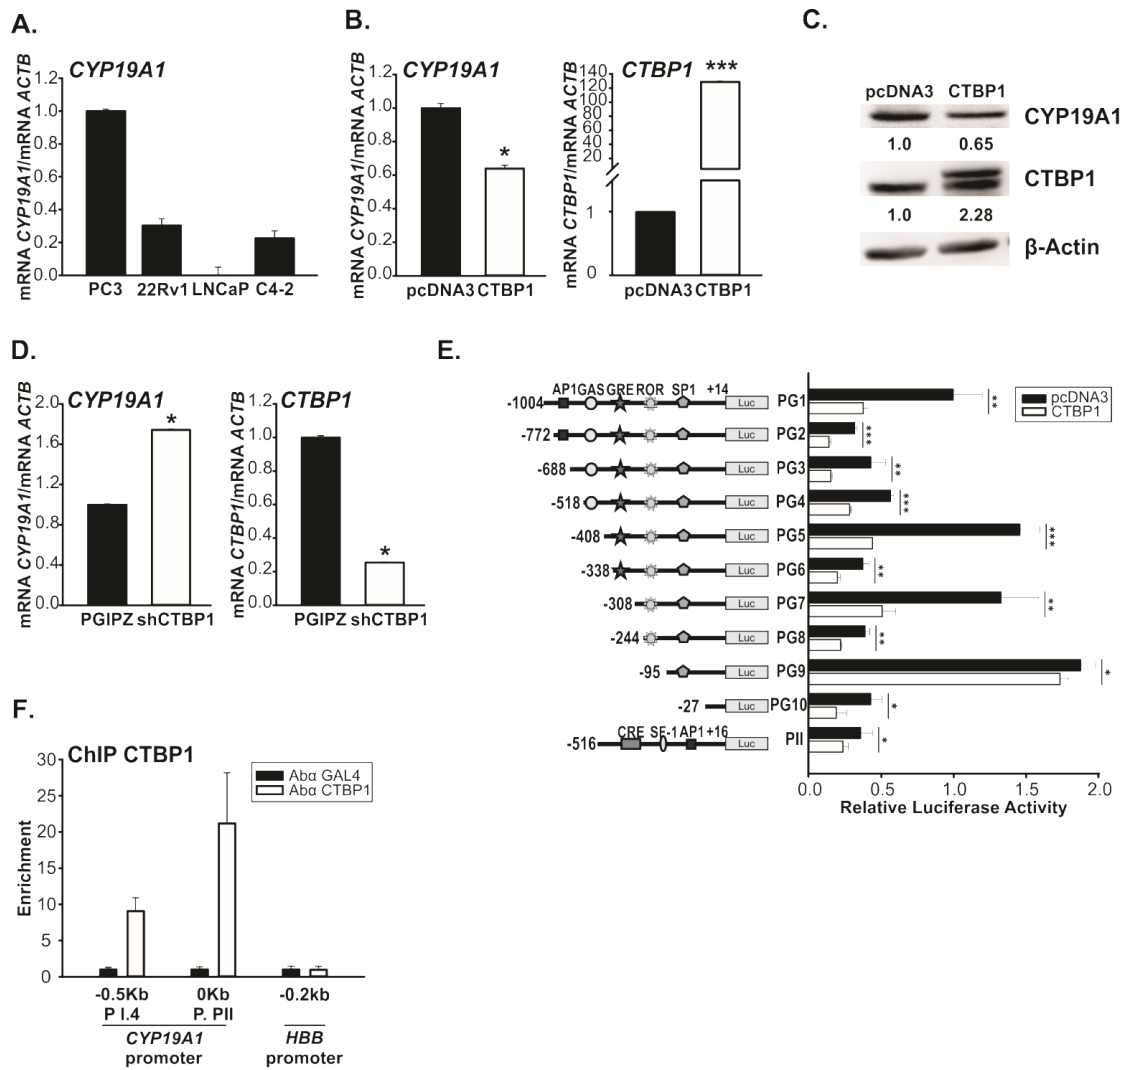 A.
CYP19A1
mRNA CYP19A1/mRNA ACTB
1.2
1.0
0.8
0.6
0.4
0.2
0.0
PC3 22Rv1 LNCaP C4-2
B.
CYP19A1
mRNA CYP19A1/mRNA ACTB
1.2
1.0
0.8
0.6
0.4
0.2
0.0
*
pcDNA3 CTBP1
CTBP1
mRNA CTBP1/mRNA ACTB
140
120
100
80
60
40
20
1
0
***
pcDNA3 CTBP1
C.
pcDNA3 CTBP1
CYP19A1
1.0 0.65
CTBP1
1.0 2.28
β-Actin
D.
CYP19A1
mRNA CYP19A1/mRNA ACTB
2.0
1.6
1.2
0.8
0.4
0.0
*
PGIPZ shCTBP1
CTBP1
mRNA CTBP1/mRNA ACTB
1.2
1.0
0.8
0.6
0.4
0.2
0.0
*
PGIPZ shCTBP1
E.
AP1 GAS GRE ROR SP1 +14
-1004 Luc PG1 **
-772 Luc PG2 ***
-688 Luc PG3 **
-518 Luc PG4 ***
-408 Luc PG5 ***
-338 Luc PG6 **
-308 Luc PG7 **
-244 Luc PG8 **
-95 Luc PG9 *
-27 Luc PG10 *
CRE SF-1 AP1 +16
-516 Luc PII *
pcDNA3
CTBP1
0.0 0.5 1.0 1.5 2.0
Relative Luciferase Activity
F.
ChIP CTBP1
Enrichment
30
25
20
15
10
5
0
Abα GAL4
Abα CTBP1
-0.5Kb 0Kb -0.2kb
P I.4 P. PII
CYP19A1 HBB
promoter promoter